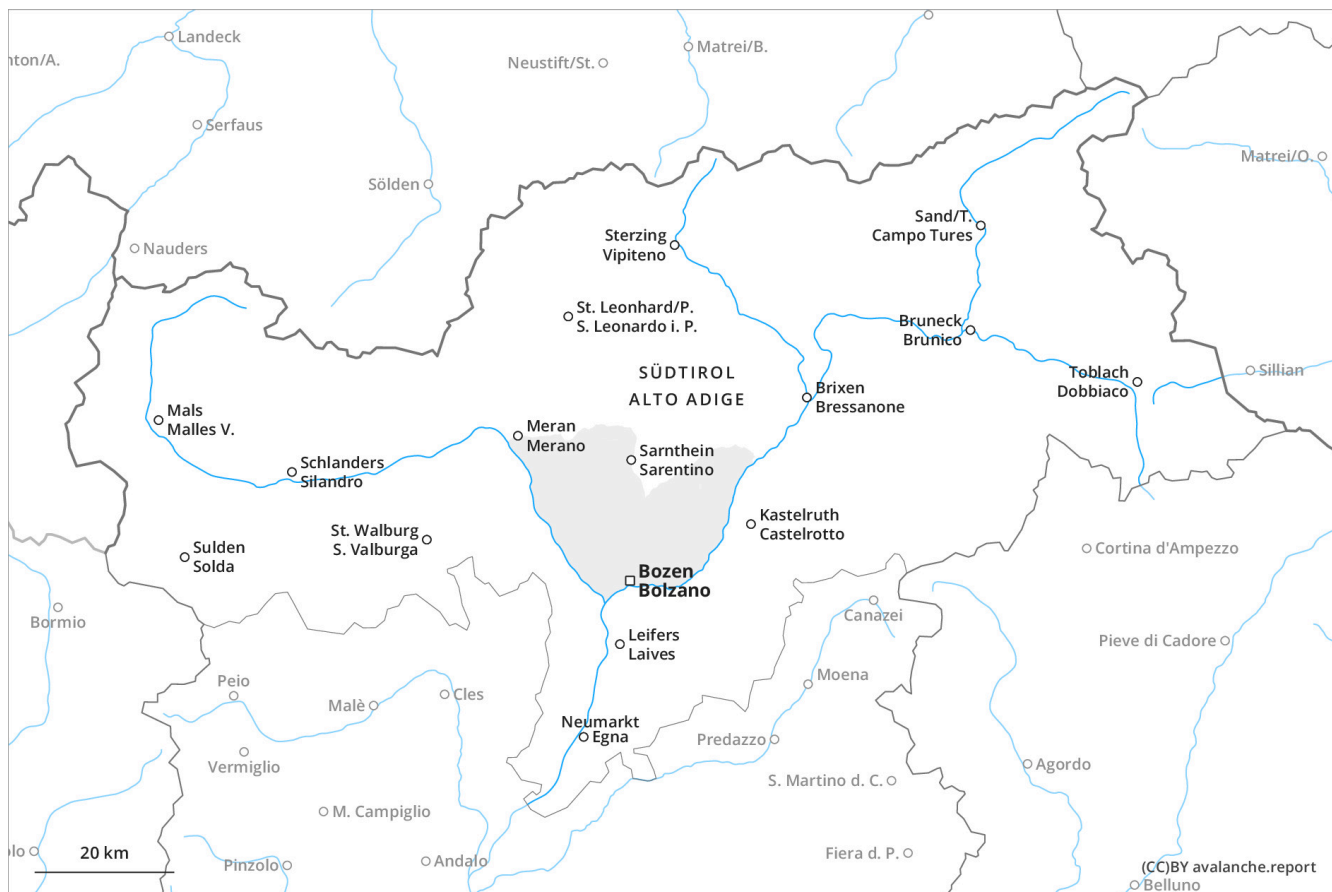 Landeck
nton/A.
Neustift/St.
Matrei/B.
Serfaus
Matrei/O.
Sölden
Sand/T.
Campo Tures
Sterzing
Vipiteno
Nauders
St. Leonhard/P.
S. Leonardo i. P.
Bruneck
Brunico
SÜDTIROL
ALTO ADIGE
Toblach
Dobbiaco
Sillian
Brixen
Bressanone
Mals
Malles V.
Meran
Merano
Sarnthein
Sarentino
Schlanders
Silandro
Kastelruth
Castelrotto
St. Walburg
S. Valburga
Sulden
Solda
Cortina d'Ampezzo
Bozen
Bolzano
Bormio
Canazei
Leifers
Laives
Pieve di Cadore
Peio
Malè
Cles
Moena
Neumarkt
Egna
Predazzo
Vermiglio
Agordo
S. Martino d. C.
M. Campiglio
20 km
olo
Pinzolo
Andalo
Fiera d. P.
(CC)BY avalanche.report
Belluno